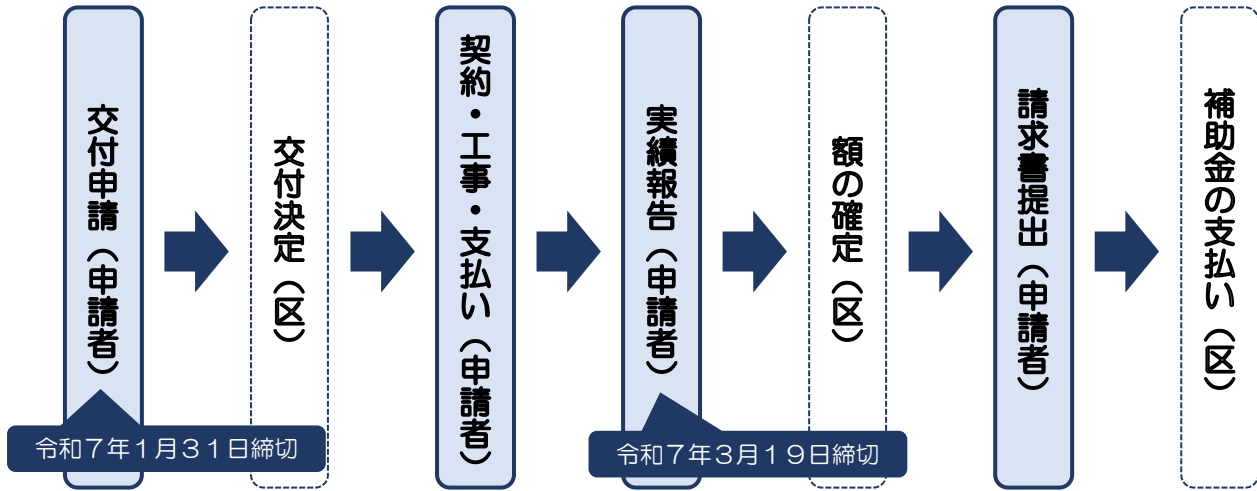 交付申請（申請者）
令和７年１月３１日締切
交付決定（区）
契約・工事・支払い（申請者）
実績報告（申請者）
令和７年３月１９日締切
額の確定（区）
請求書提出（申請者）
補助金の支払い（区）